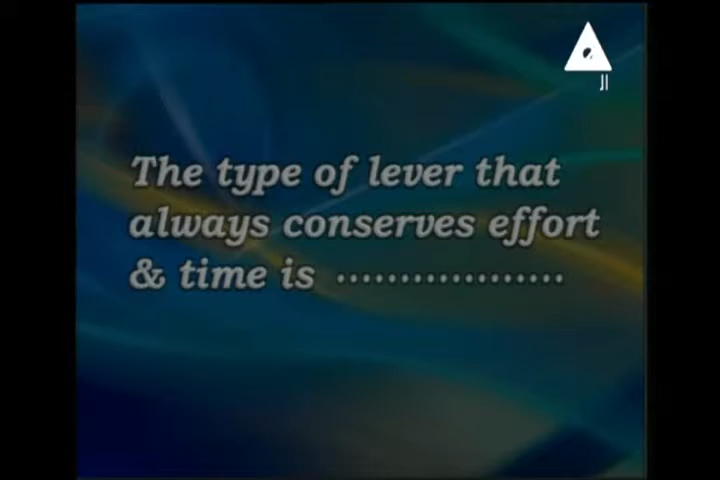 The type of lever that
always conserves effort
& time is ..................